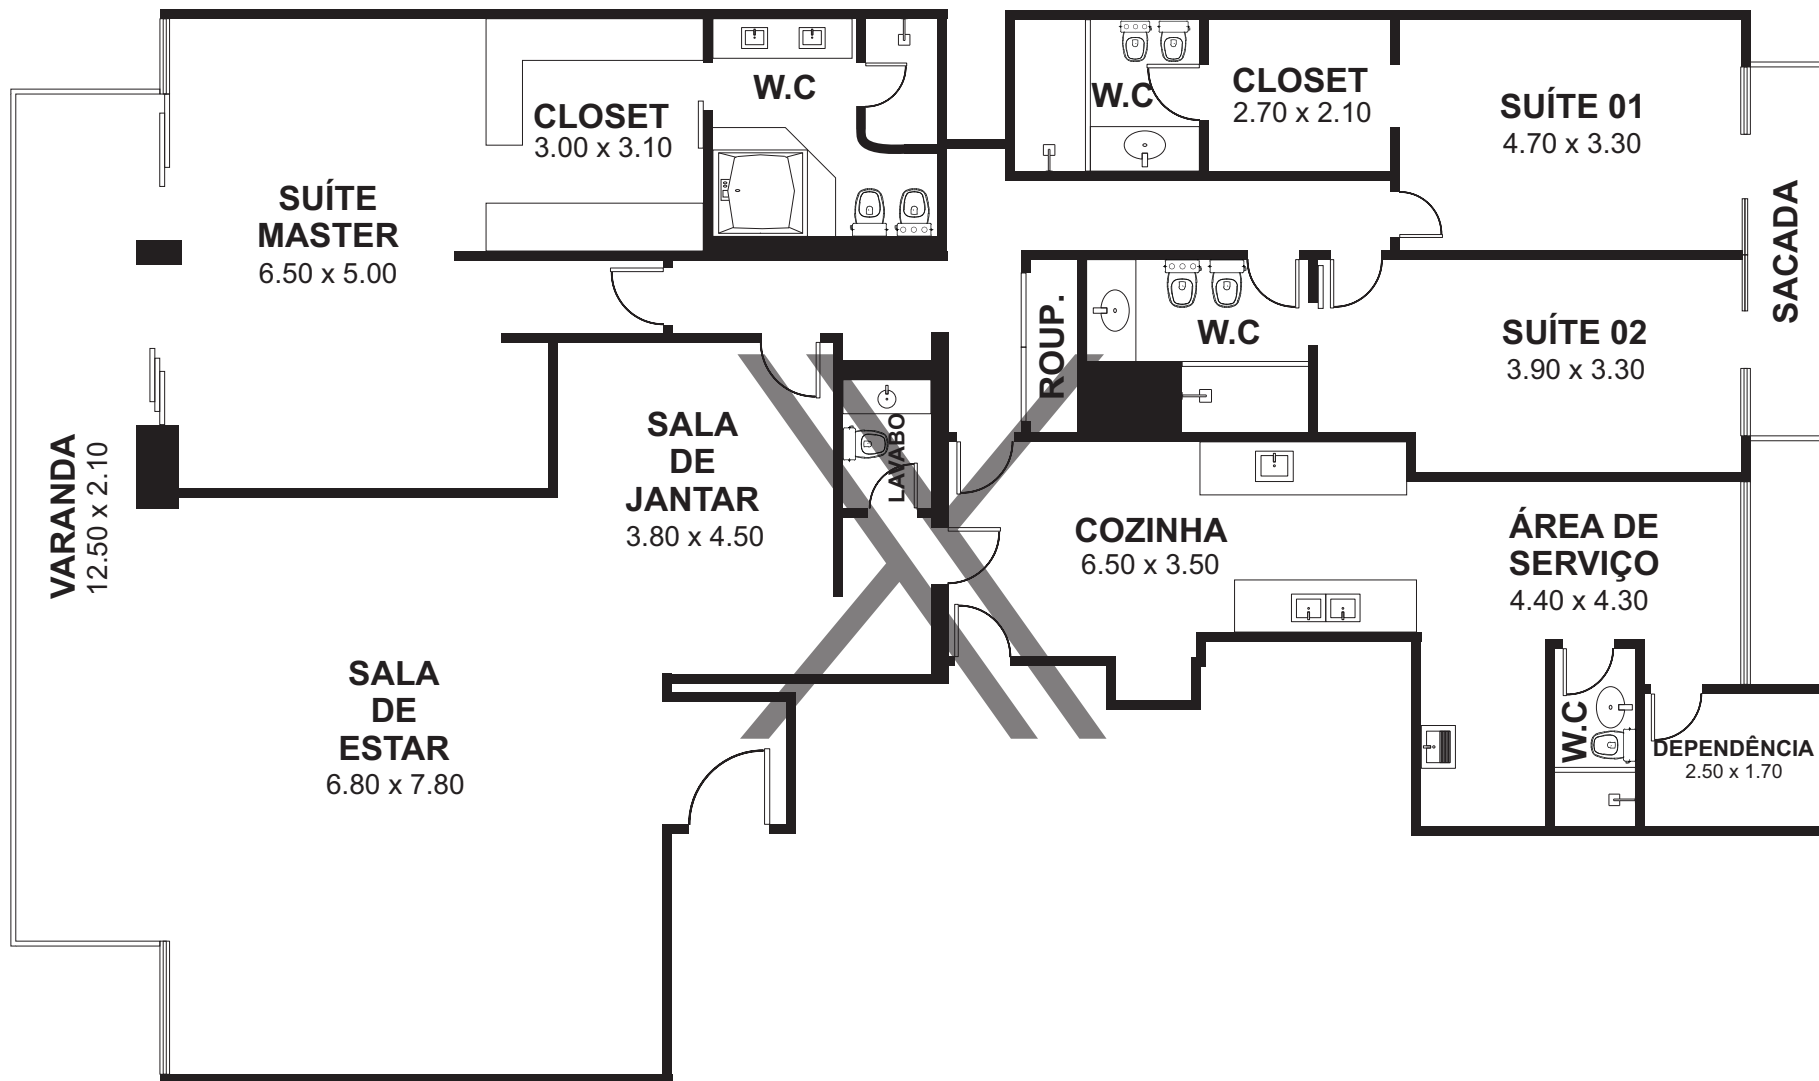 W.C
CLOSET
3.00 x 3.10
SUÍTE
MASTER
6.50 x 5.00
W.C
CLOSET
2.70 x 2.10
SUÍTE 01
4.70 x 3.30
SACADA
ROUP.
W.C
SUÍTE 02
3.90 x 3.30
VARANDA
12.50 x 2.10
SALA
DE
JANTAR
3.80 x 4.50
LAVABO
COZINHA
6.50 x 3.50
ÁREA DE
SERVIÇO
4.40 x 4.30
SALA
DE
ESTAR
6.80 x 7.80
W.C
DEPENDÊNCIA
2.50 x 1.70